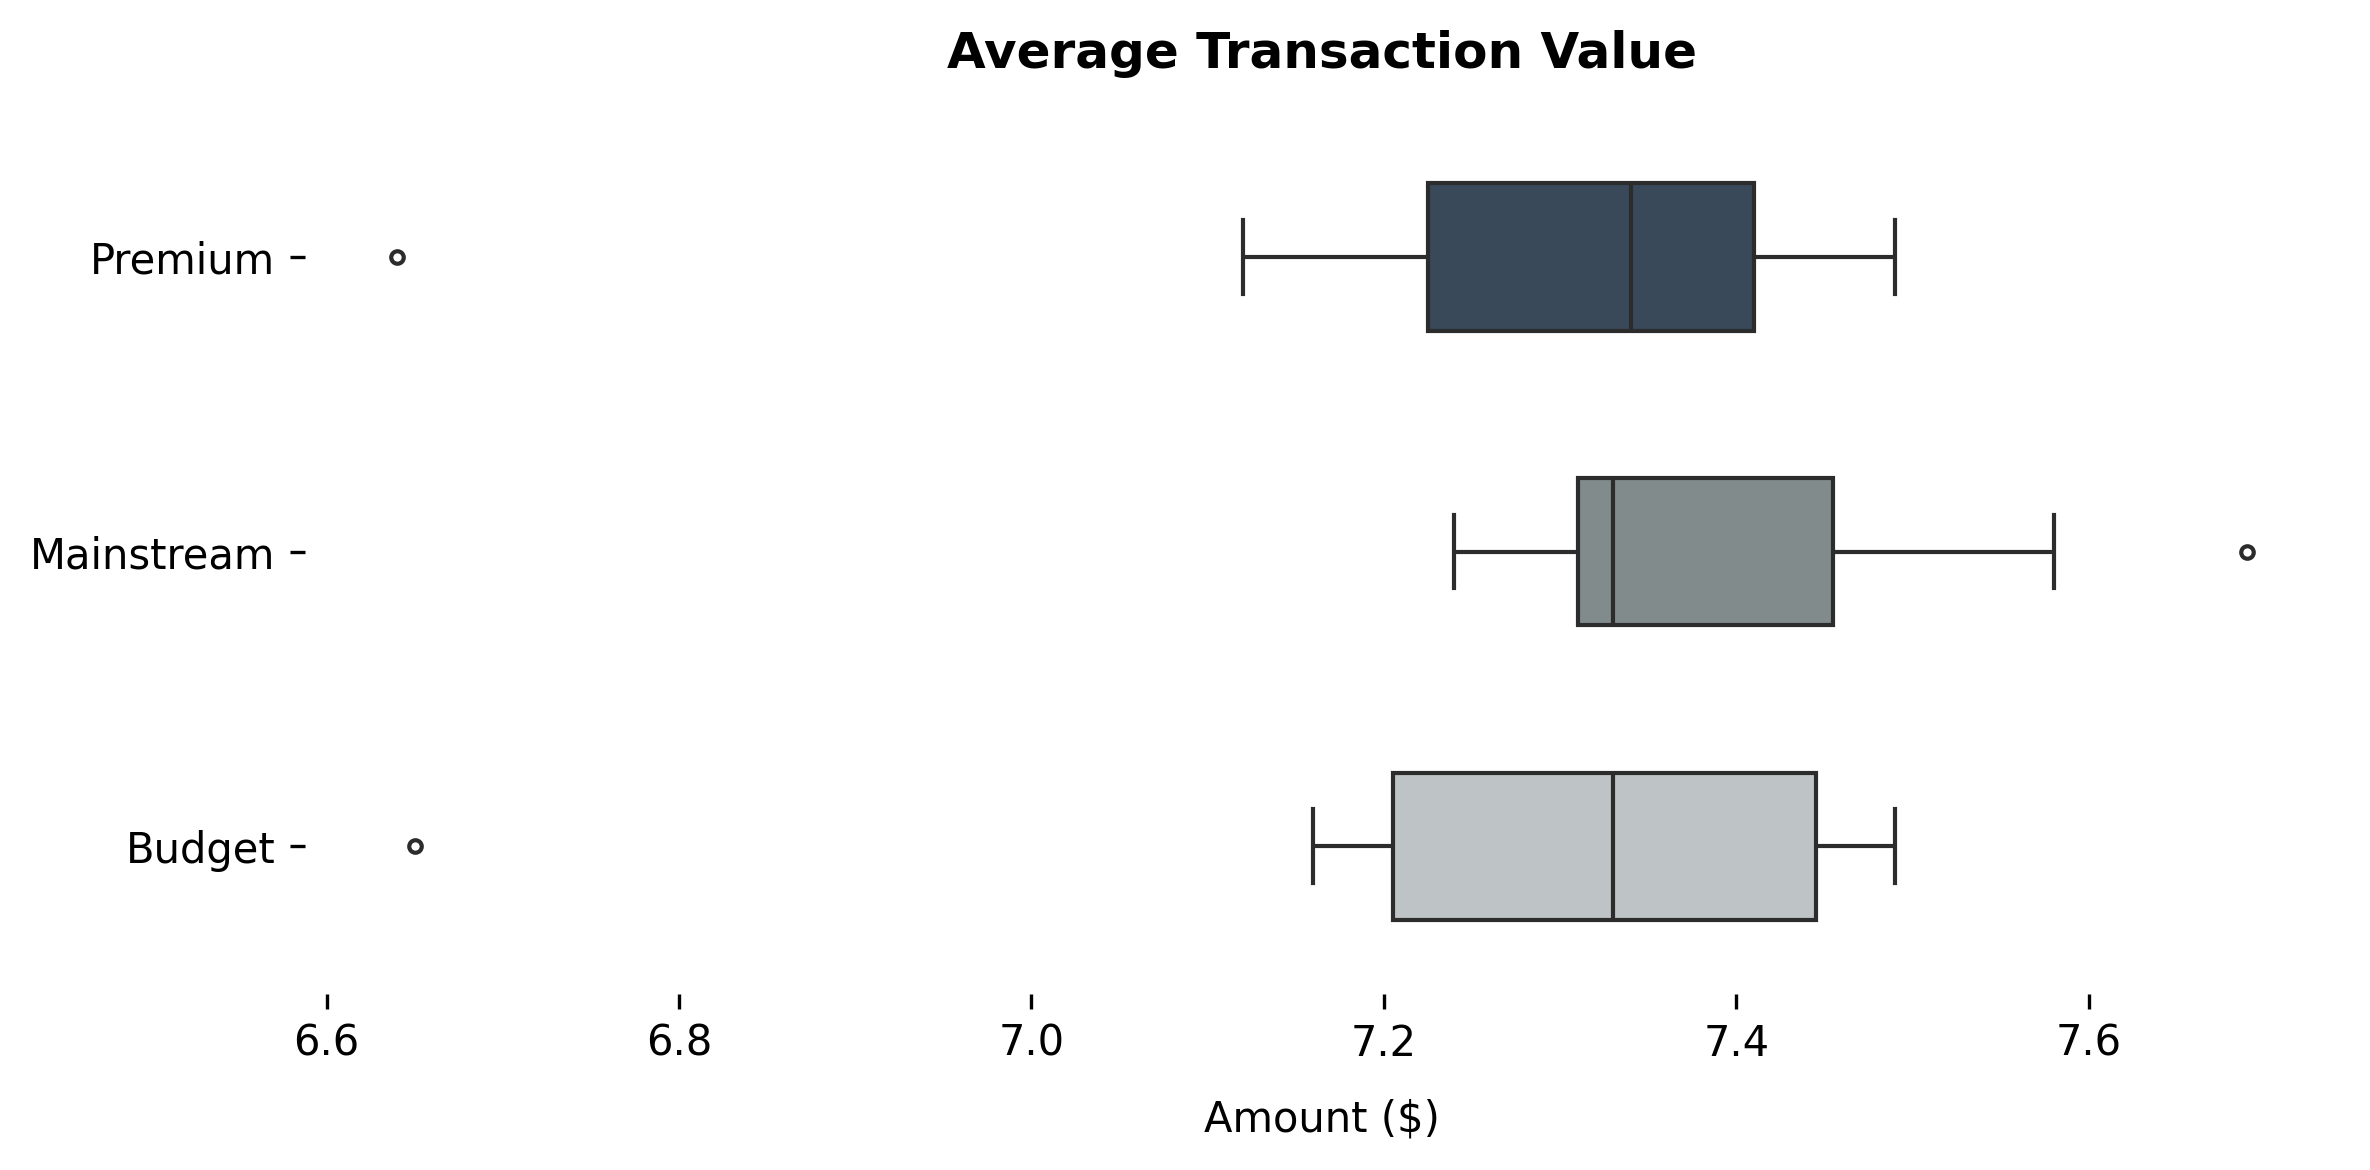 Average Transaction Value
Premium
Mainstream
Budget
6.6 6.8 7.0 7.2 7.4 7.6
Amount ($)